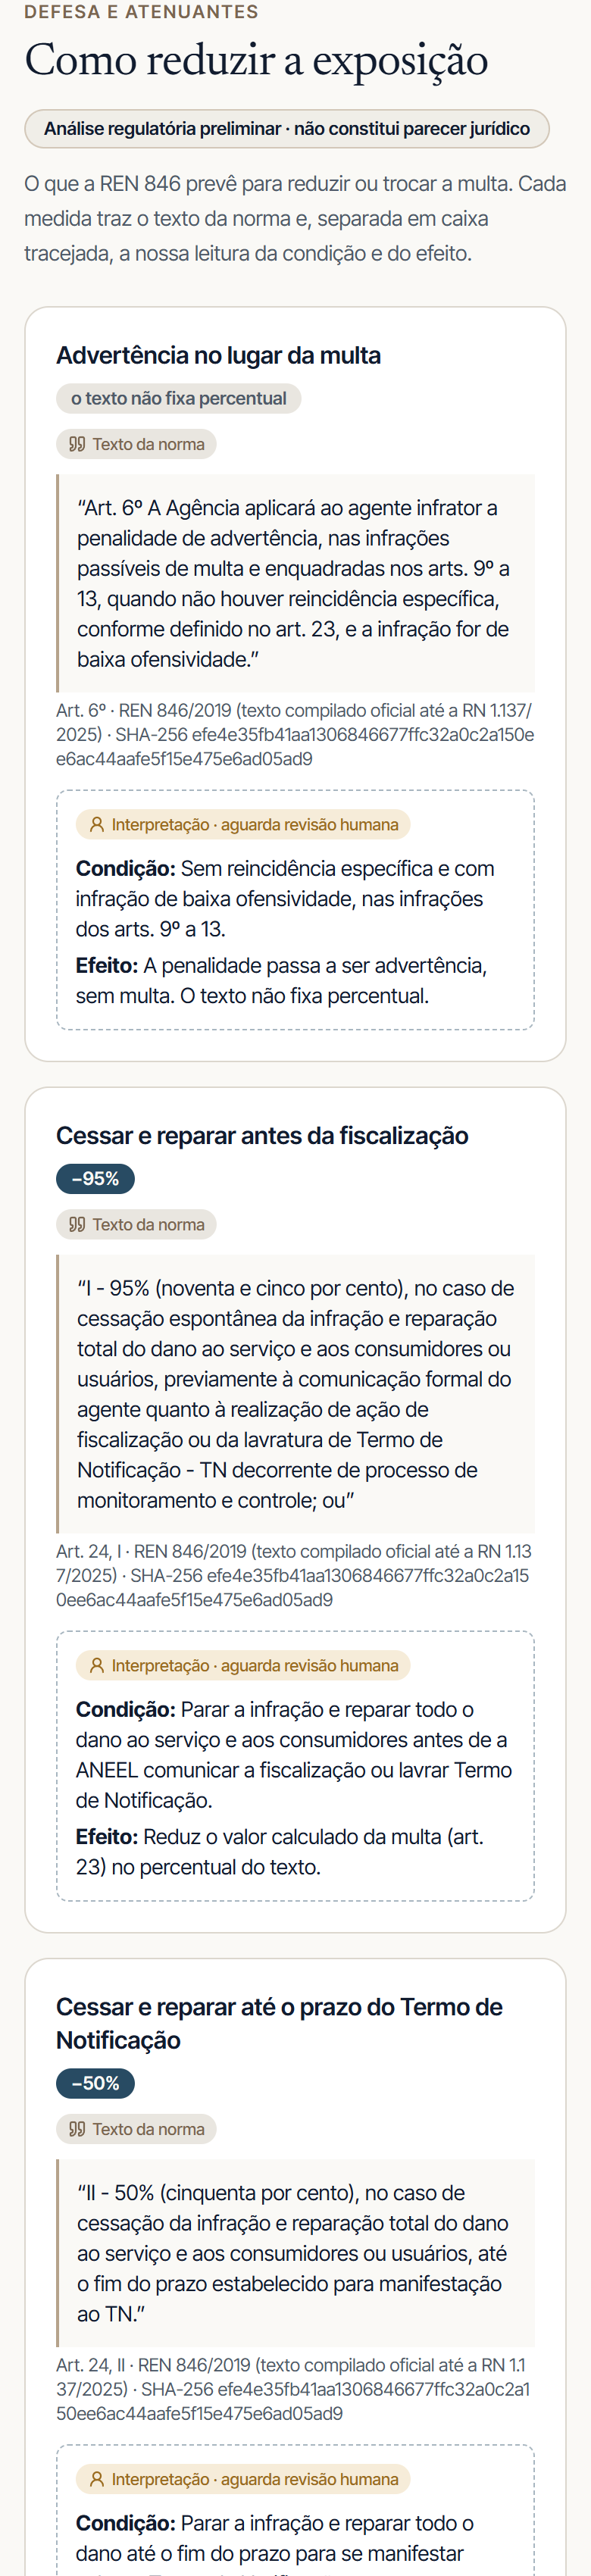 DEFESA E ATENUANTES
Como reduzir a exposição
Análise regulatória preliminar · não constitui parecer jurídico
O que a REN 846 prevê para reduzir ou trocar a multa. Cada
medida traz o texto da norma e, separada em caixa
tracejada, a nossa leitura da condição e do efeito.
Advertência no lugar da multa
o texto não fixa percentual
Texto da norma
“Art. 6º A Agência aplicará ao agente infrator a
penalidade de advertência, nas infrações
passíveis de multa e enquadradas nos arts. 9º a
13, quando não houver reincidência específica,
conforme definido no art. 23, e a infração for de
baixa ofensividade.”
Art. 6º · REN 846/2019 (texto compilado oficial até a RN 1.137/
2025) · SHA-256 efe4e35fb41aa1306846677ffc32a0c2a150e
e6ac44aafe5f15e475e6ad05ad9
Interpretação · aguarda revisão humana
Condição: Sem reincidência específica e com
infração de baixa ofensividade, nas infrações
dos arts. 9º a 13.
Efeito: A penalidade passa a ser advertência,
sem multa. O texto não fixa percentual.
Cessar e reparar antes da fiscalização
−95%
Texto da norma
“I - 95% (noventa e cinco por cento), no caso de
cessação espontânea da infração e reparação
total do dano ao serviço e aos consumidores ou
usuários, previamente à comunicação formal do
agente quanto à realização de ação de
fiscalização ou da lavratura de Termo de
Notificação - TN decorrente de processo de
monitoramento e controle; ou”
Art. 24, I · REN 846/2019 (texto compilado oficial até a RN 1.13
7/2025) · SHA-256 efe4e35fb41aa1306846677ffc32a0c2a15
0ee6ac44aafe5f15e475e6ad05ad9
Interpretação · aguarda revisão humana
Condição: Parar a infração e reparar todo o
dano ao serviço e aos consumidores antes de a
ANEEL comunicar a fiscalização ou lavrar Termo
de Notificação.
Efeito: Reduz o valor calculado da multa (art.
23) no percentual do texto.
Cessar e reparar até o prazo do Termo de
Notificação
−50%
Texto da norma
“II - 50% (cinquenta por cento), no caso de
cessação da infração e reparação total do dano
ao serviço e aos consumidores ou usuários, até
o fim do prazo estabelecido para manifestação
ao TN.”
Art. 24, II · REN 846/2019 (texto compilado oficial até a RN 1.1
37/2025) · SHA-256 efe4e35fb41aa1306846677ffc32a0c2a1
50ee6ac44aafe5f15e475e6ad05ad9
Interpretação · aguarda revisão humana
Condição: Parar a infração e reparar todo o
dano até o fim do prazo para se manifestar